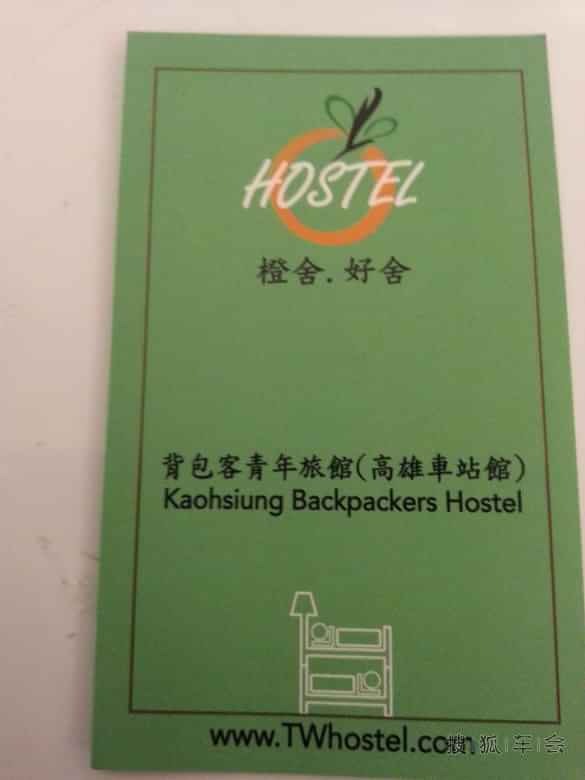 HOSTEL
橙舍.好舍
背包客青年旅館(高雄車站館)
Kaohsiung Backpackers Hostel
www.TWhostel.com
搜狐车会